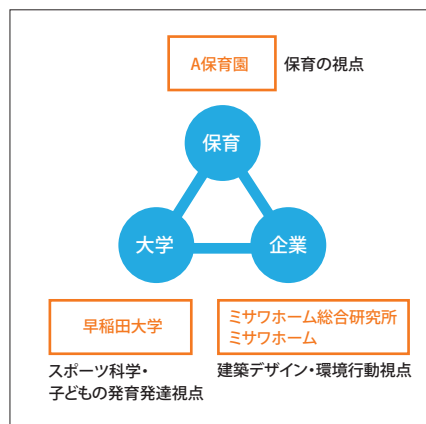 A保育園
保育の視点
保育
大学
企業
早稲田大学
ミサワホーム総合研究所
ミサワホーム
スポーツ科学・
子どもの発育発達視点
建築デザイン・環境行動視点